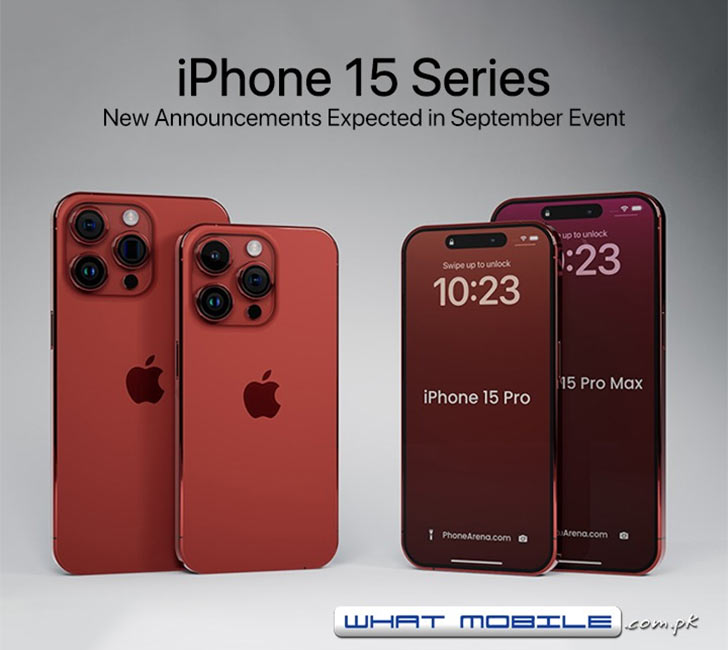 iPhone 15 Series
New Announcements Expected in September Event
Swipe up to unlock
10:23
iPhone 15 Pro
PhoneArena.com
up to unlock
:23
15 Pro Max
Arena.com
WHAT MOBILE.com.pk